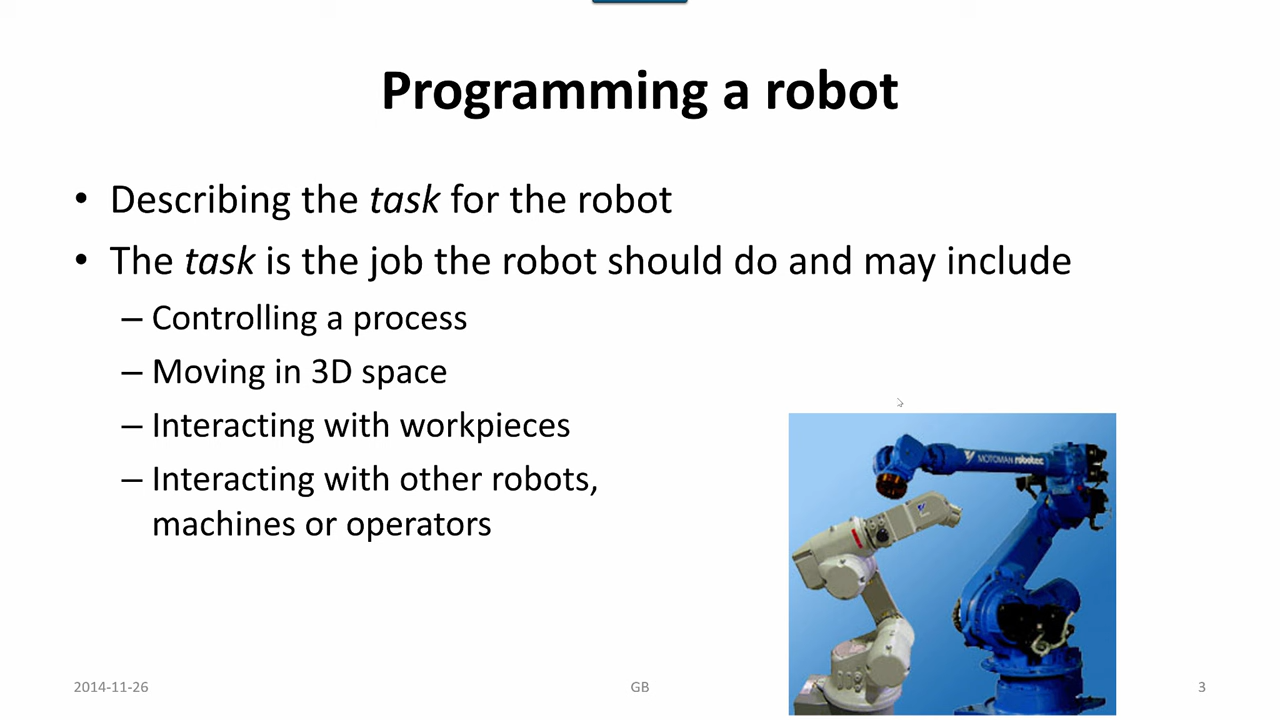 Programming a robot
• Describing the task for the robot
• The task is the job the robot should do and may include
– Controlling a process
– Moving in 3D space
– Interacting with workpieces
– Interacting with other robots,
machines or operators
MOTOMAN robotec
2014-11-26
GB
3